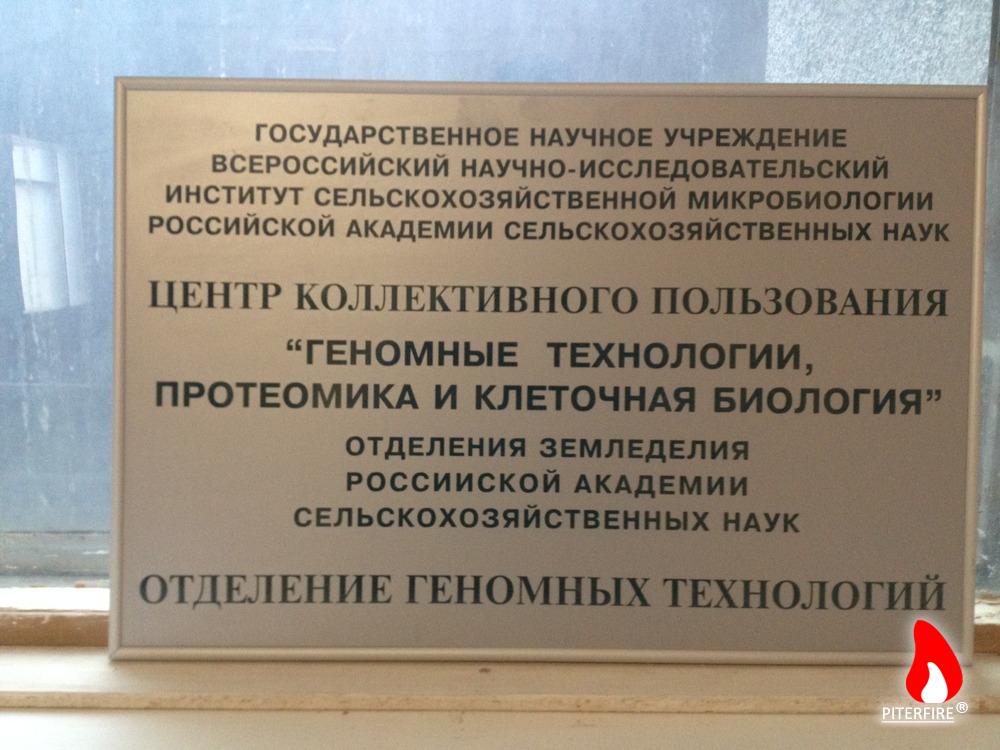 ГОСУДАРСТВЕННОЕ НАУЧНОЕ УЧРЕЖДЕНИЕ
ВСЕРОССИЙСКИЙ НАУЧНО-ИССЛЕДОВАТЕЛЬСКИЙ
ИНСТИТУТ СЕЛЬСКОХОЗЯЙСТВЕННОЙ МИКРОБИОЛОГИИ
РОССИЙСКОЙ АКАДЕМИИ СЕЛЬСКОХОЗЯЙСТВЕННЫХ НАУК
ЦЕНТР КОЛЛЕКТИВНОГО ПОЛЬЗОВАНИЯ
“ГЕНОМНЫЕ ТЕХНОЛОГИИ,
ПРОТЕОМИКА И КЛЕТОЧНАЯ БИОЛОГИЯ”
ОТДЕЛЕНИЯ ЗЕМЛЕДЕЛИЯ
РОССИИСКОЙ АКАДЕМИИ
СЕЛЬСКОХОЗЯЙСТВЕННЫХ НАУК
ОТДЕЛЕНИЕ ГЕНОМНЫХ ТЕХНОЛОГИЙ
PITERFIRE®